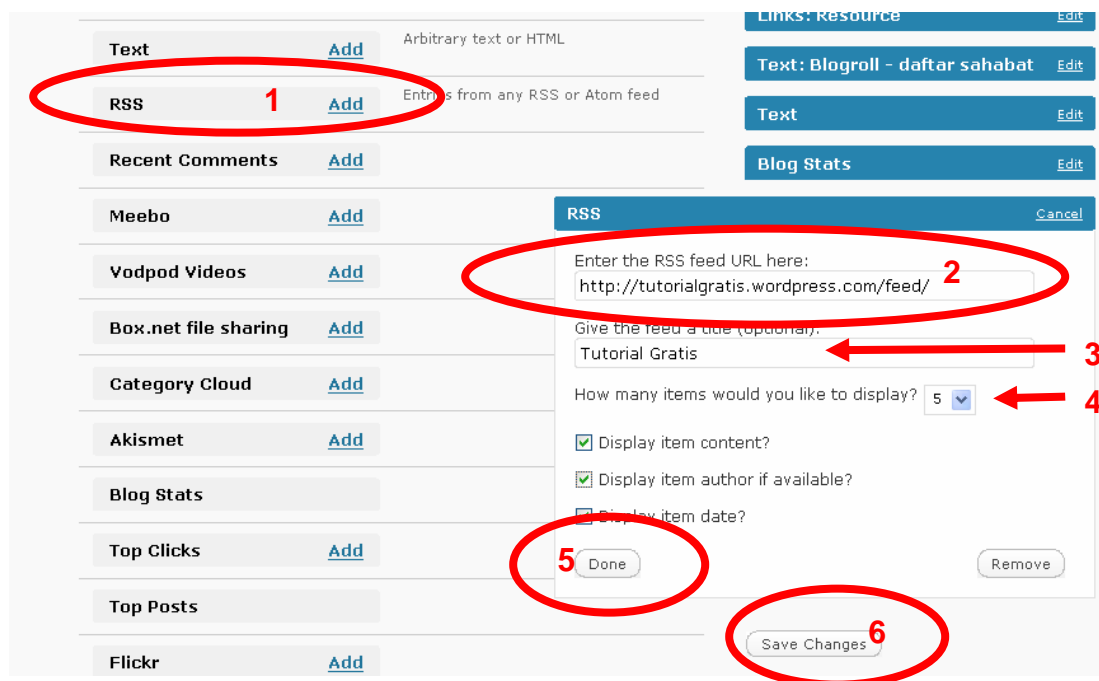 Links: Resource Edit
Text Add Arbitrary text or HTML
Text: Blogroll - daftar sahabat Edit
RSS 1 Add Entries from any RSS or Atom feed
Text Edit
Recent Comments Add
Blog Stats Edit
Meebo Add
RSS Cancel
Enter the RSS feed URL here: 2
http://tutorialgratis.wordpress.com/feed/
Vodpod Videos Add
Box.net file sharing Add
Give the feed a title (optional):
Tutorial Gratis 3
Category Cloud Add
How many items would you like to display? 5 4
Akismet Add
Display item content?
Display item author if available?
Blog Stats
Display item date?
Top Clicks Add
5 Done Remove
Top Posts
Save Changes 6
Flickr Add